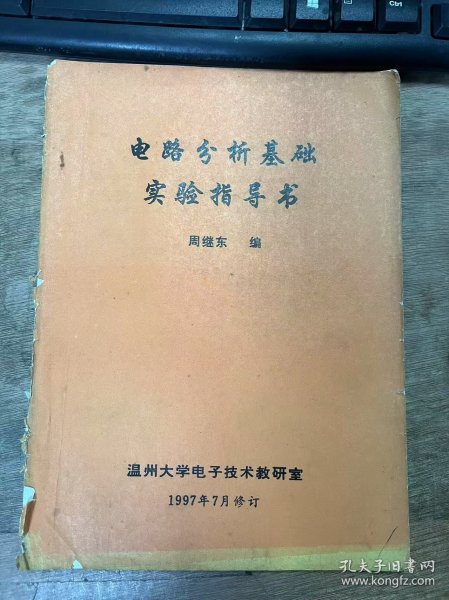 Ctrl
电路分析基础
实验指导书
周继东 编
温州大学电子技术教研室
1997年7月修订
孔夫子旧书网
www.kongfz.com